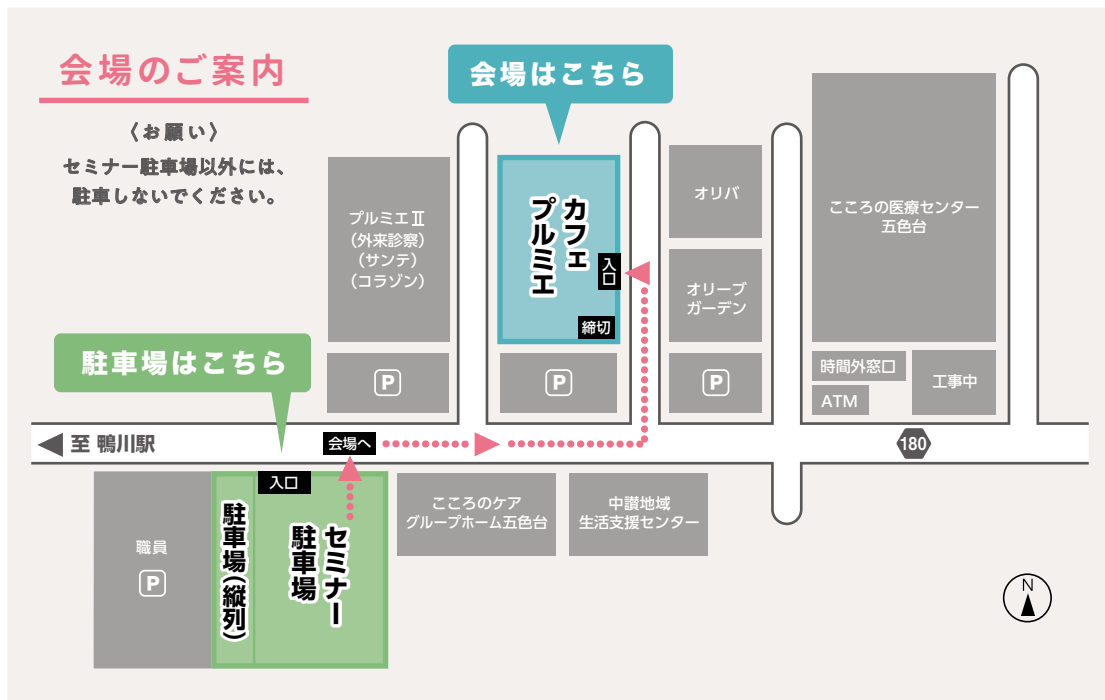 会場のご案内
〈お願い〉
セミナー駐車場以外には、
駐車しないでください。
会場はこちら
プルミエⅡ
(外来診察)
(サンテ)
(コラゾン)
カフェ
プルミエ
入口
締切
オリバ
オリーブ
ガーデン
こころの医療センター
五色台
時間外窓口
ATM
工事中
P
P
P
駐車場はこちら
至 鴨川駅
会場へ
180
入口
職員
P
駐車場(縦列)
セミナー
駐車場
こころのケア
グループホーム五色台
中讃地域
生活支援センター
N